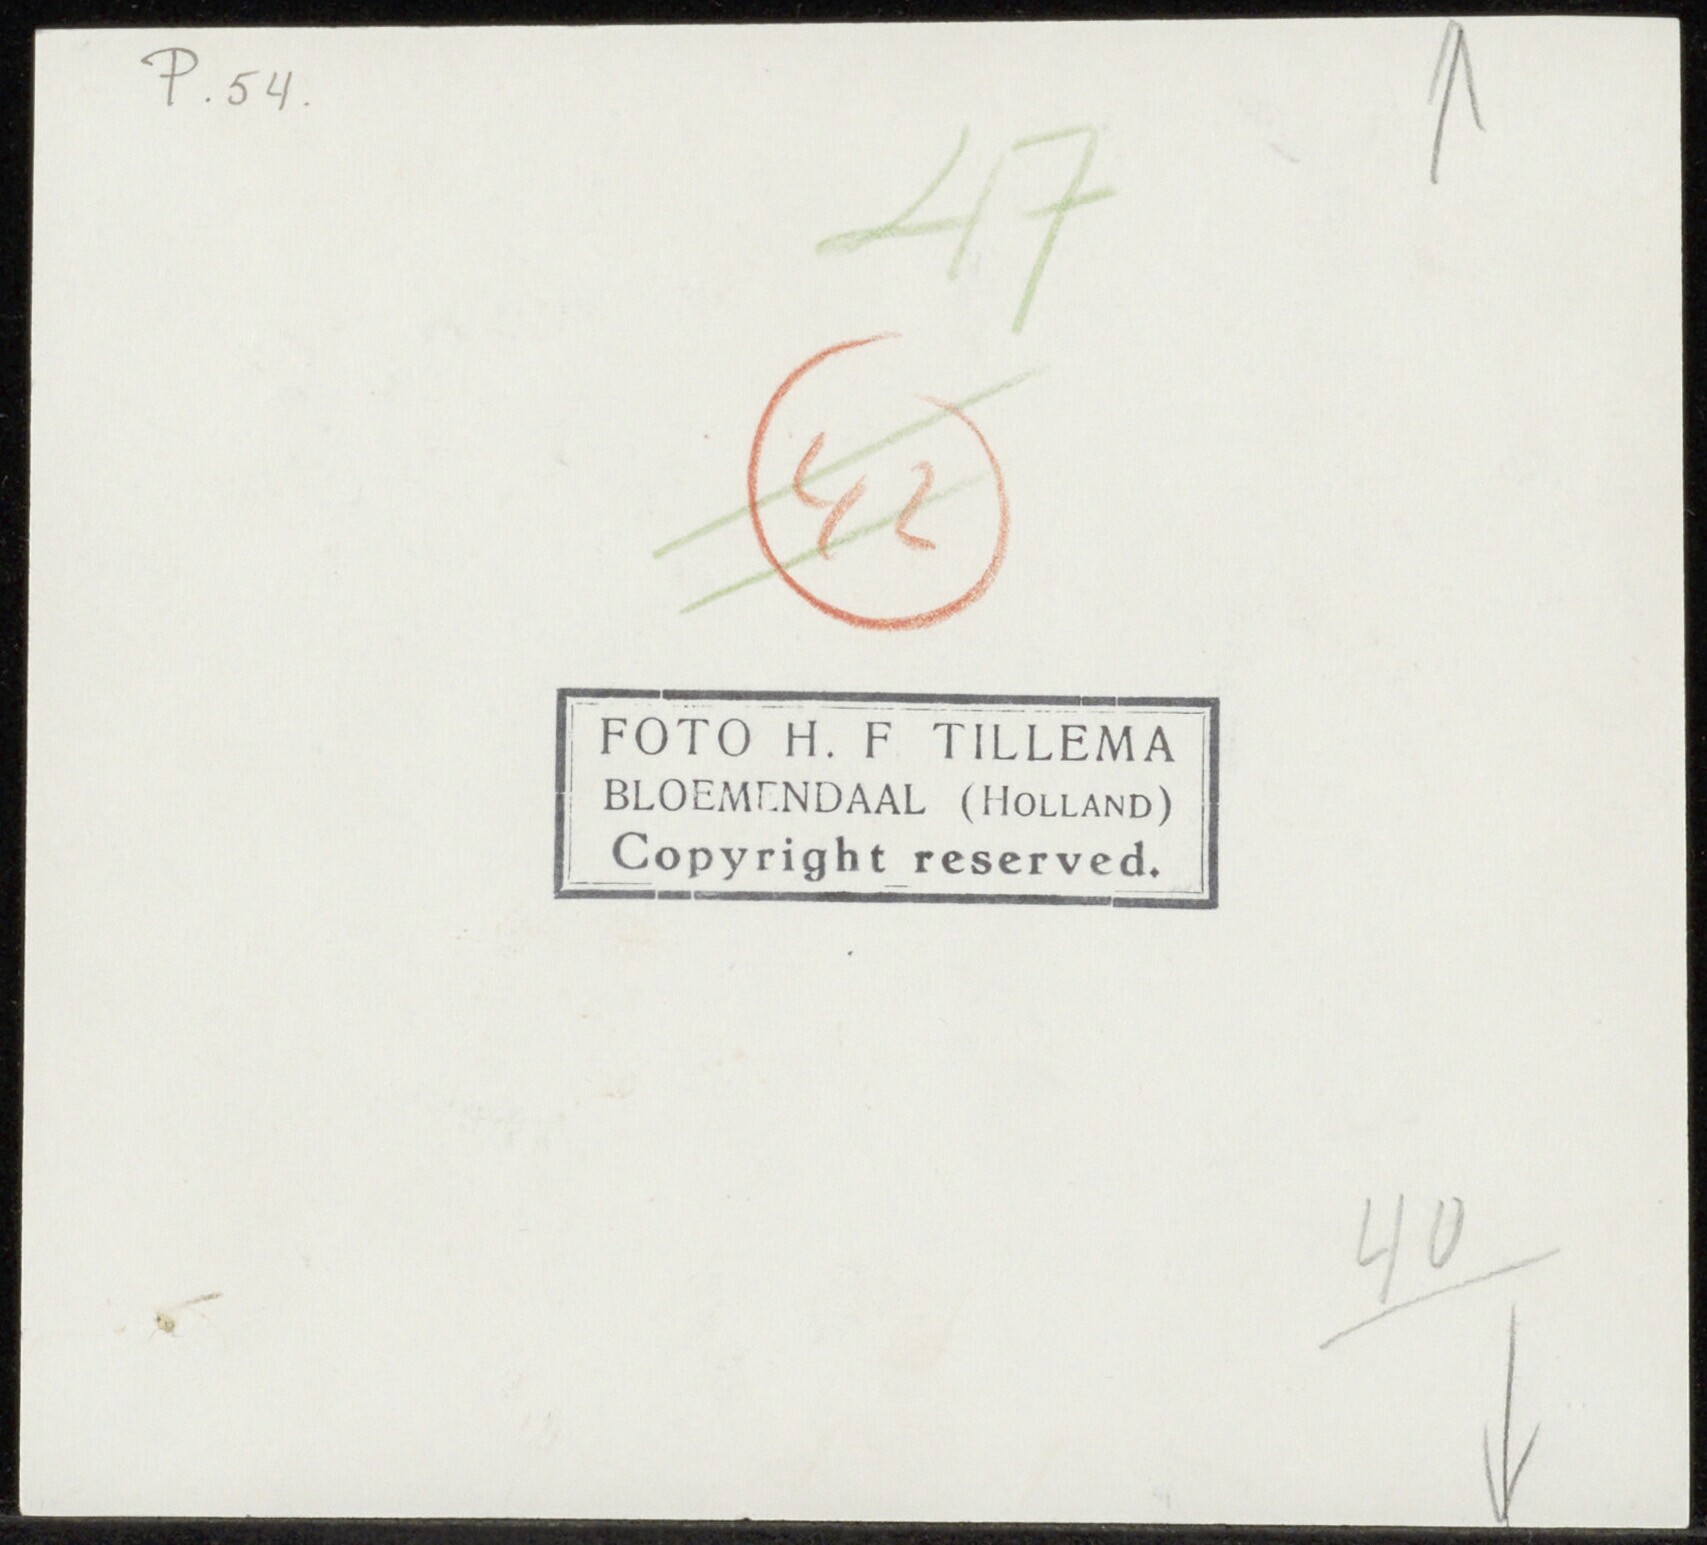 P. 54.
47
42
FOTO H. F TILLEMA
BLOEMENDAAL (HOLLAND)
Copyright reserved.
40